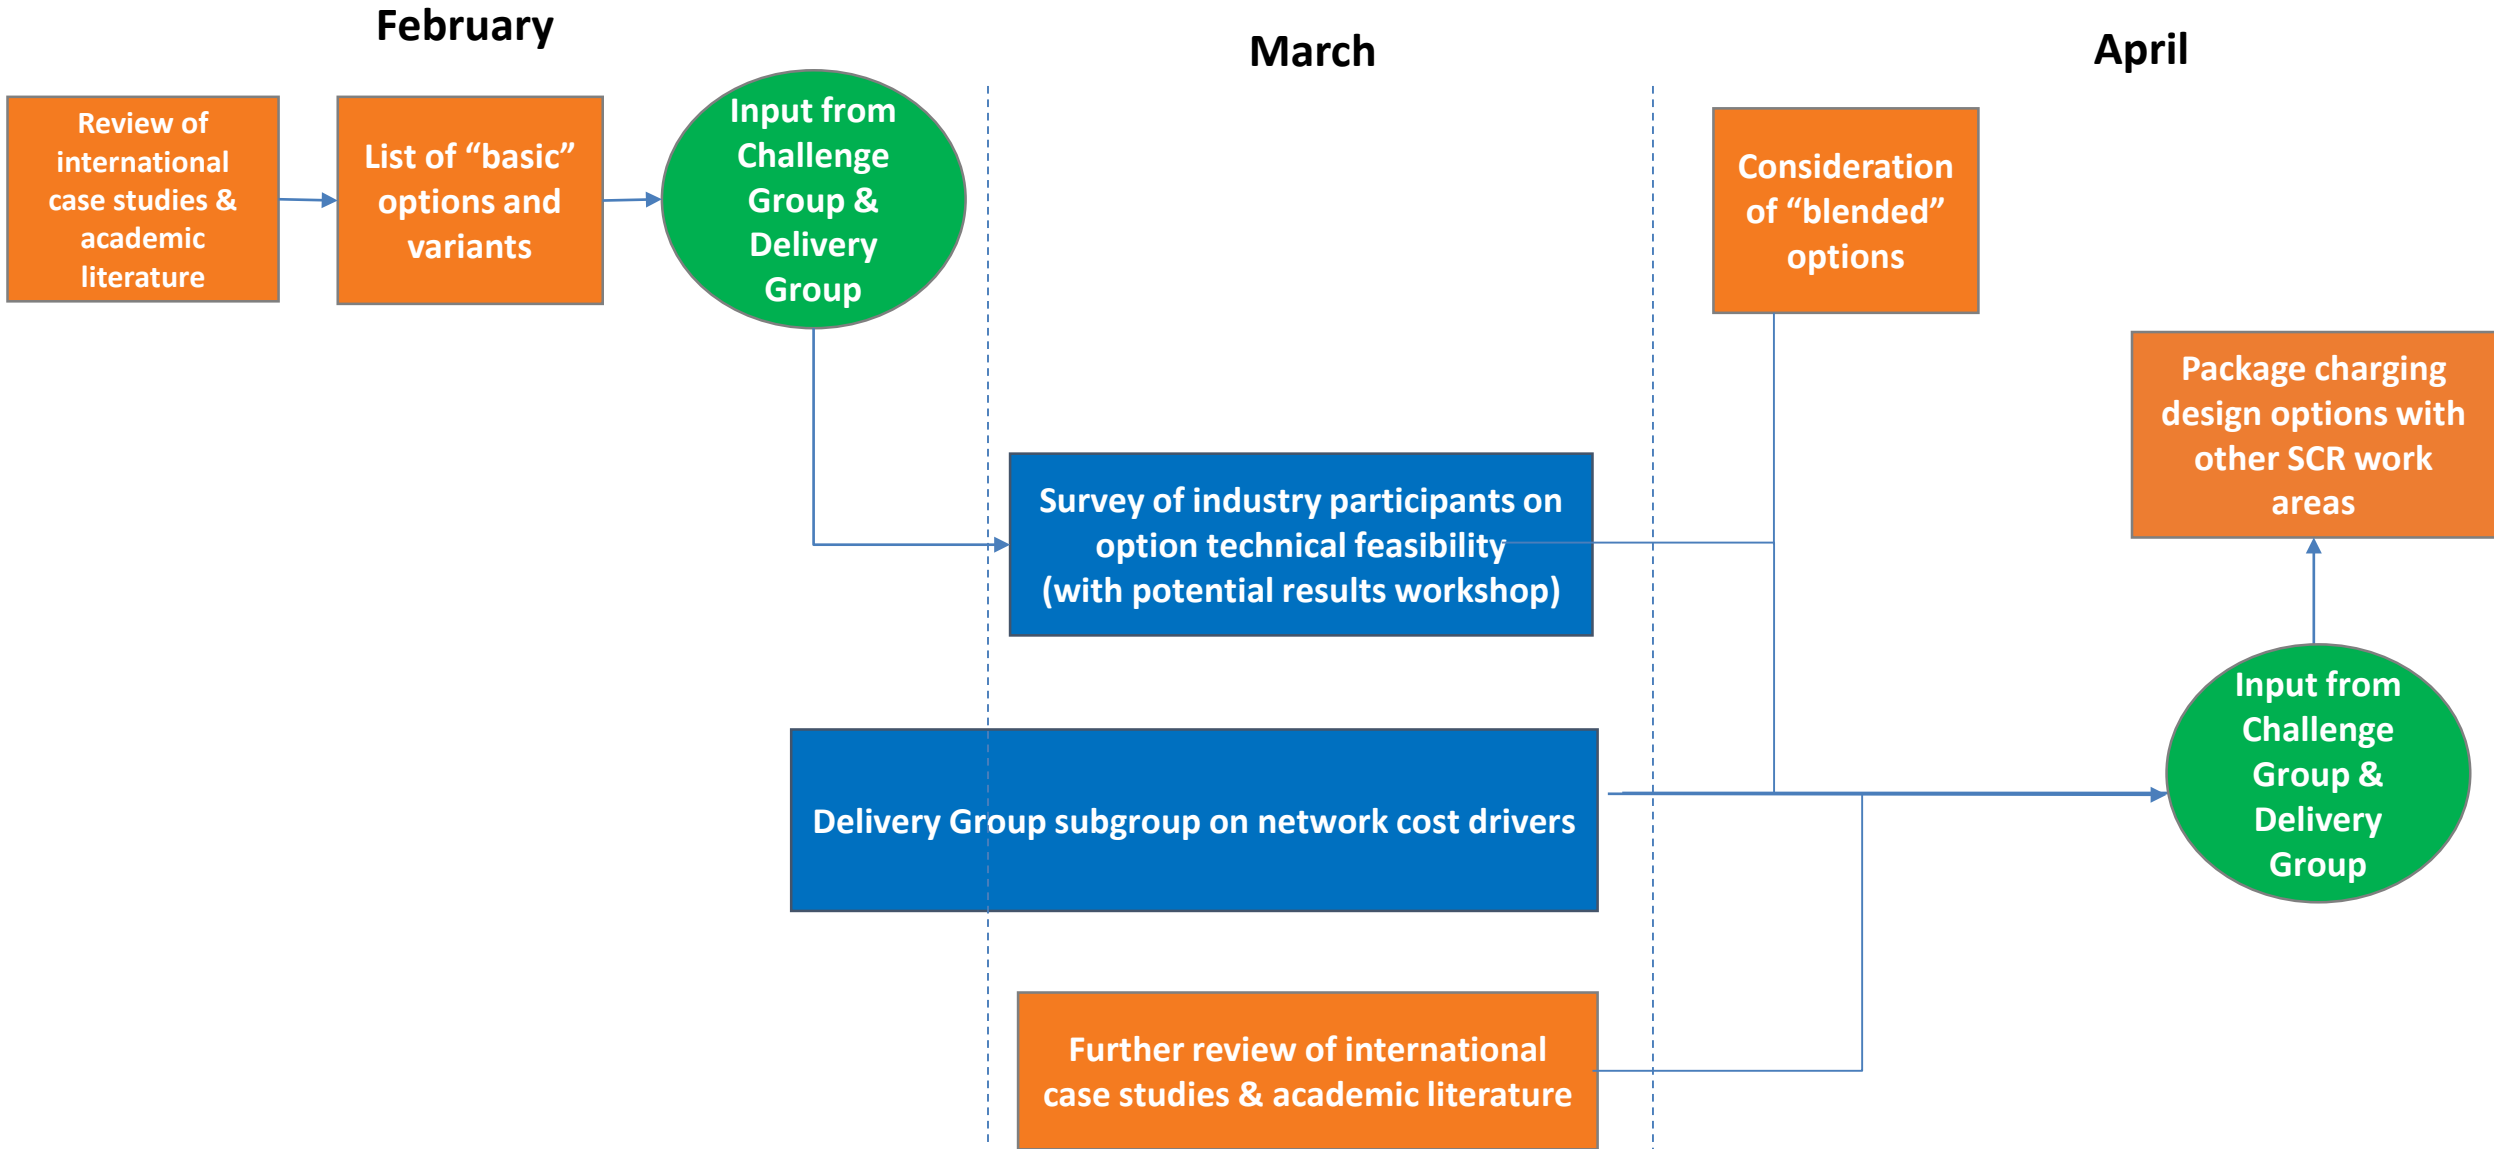 February
March
April
Review of
international
case studies &
academic
literature
List of “basic”
options and
variants
Input from
Challenge
Group &
Delivery
Group
Consideration
of “blended”
options
Package charging
design options with
other SCR work
areas
Survey of industry participants on
option technical feasibility
(with potential results workshop)
Delivery Group subgroup on network cost drivers
Input from
Challenge
Group &
Delivery
Group
Further review of international
case studies & academic literature